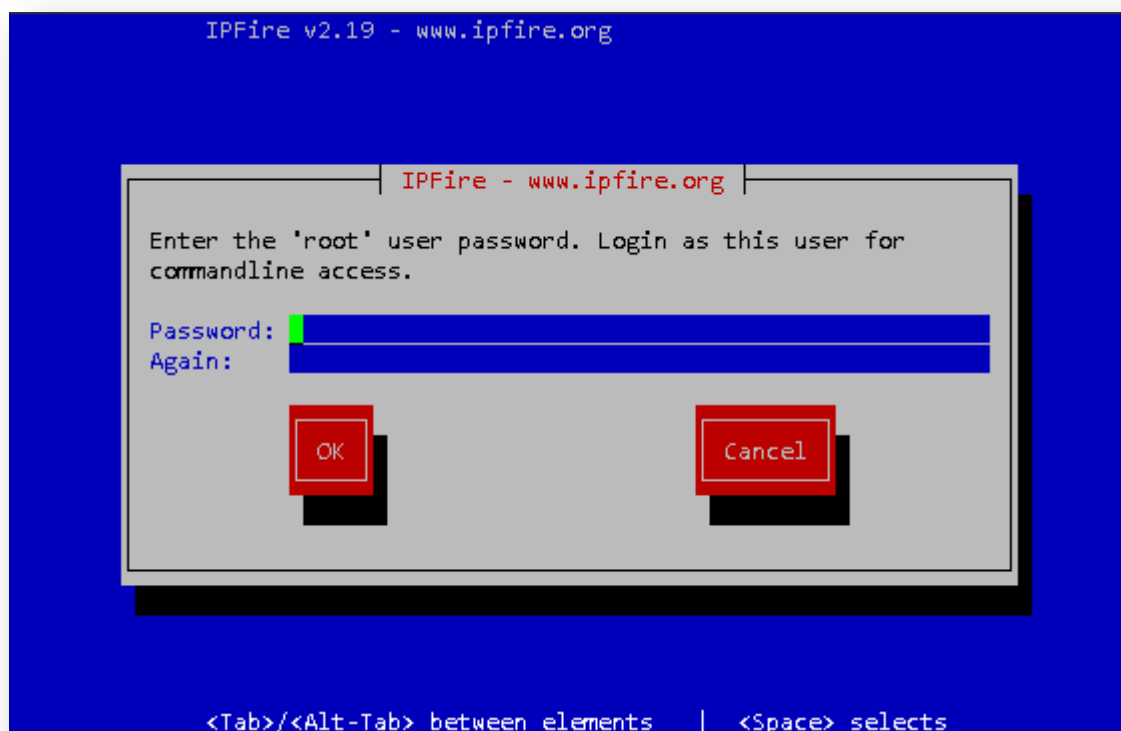 IPFire v2.19 - www.ipfire.org
IPFire - www.ipfire.org
Enter the 'root' user password. Login as this user for
commandline access.
Password:
Again:
OK Cancel
<Tab>/<Alt-Tab> between elements | <Space> selects